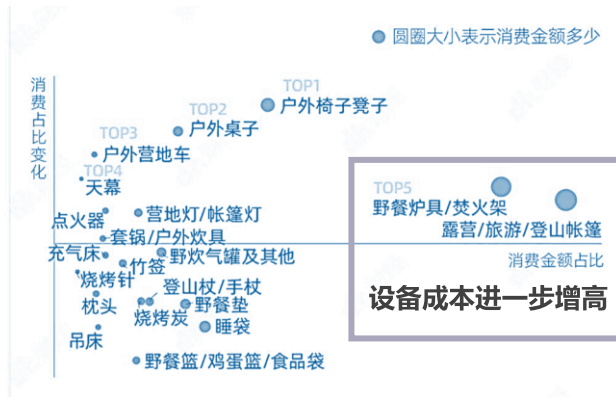 圆圈大小表示消费金额多少
消费占比变化
TOP1
户外椅子凳子
TOP2
户外桌子
TOP3
户外营地车
TOP4
天幕
TOP5
野餐炉具/焚火架
露营/旅游/登山帐篷
点火器
营地灯/帐篷灯
套锅/户外炊具
充气床
野炊气罐及其他
消费金额占比
竹签
烧烤针
登山杖/手杖
枕头
野餐垫
烧烤炭
睡袋
吊床
野餐篮/鸡蛋篮/食品袋
设备成本进一步增高